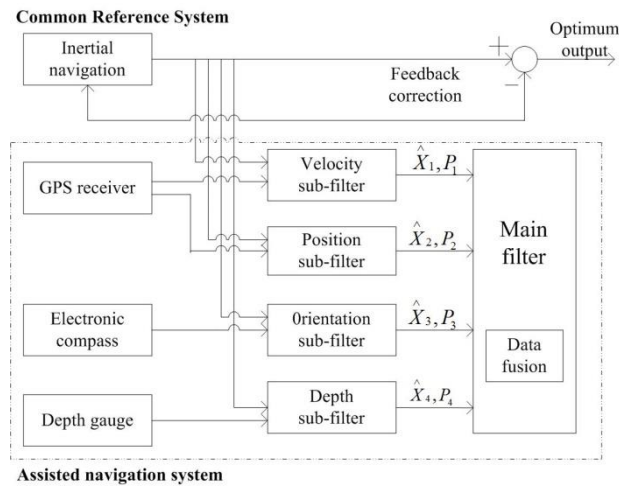 Common Reference System
Inertial
navigation
Optimum
output
+
−
Feedback
correction
GPS receiver
Velocity
sub-filter
X̂1, P1
Position
sub-filter
X̂2, P2
Main
filter
Electronic
compass
0rientation
sub-filter
X̂3, P3
Data
fusion
Depth gauge
Depth
sub-filter
X̂4, P4
Assisted navigation system